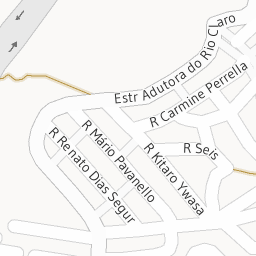 Estr Adutora do Rio Claro
R Carmine Perrella
R Seis
R Kitaro Ywasa
R Mário Pavanello
R Renato Dias Segur